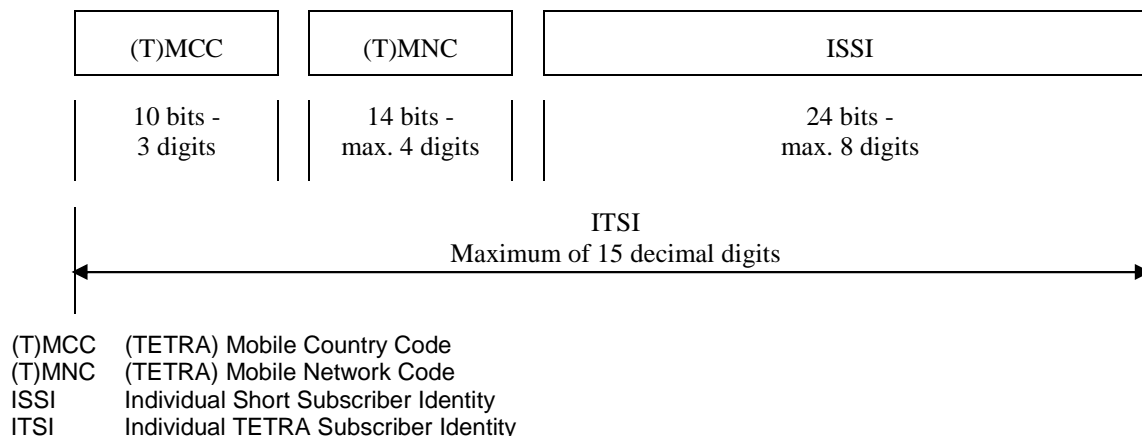 (T)MCC (T)MNC ISSI
10 bits - 14 bits - 24 bits -
3 digits max. 4 digits max. 8 digits
ITSI
Maximum of 15 decimal digits
(T)MCC (TETRA) Mobile Country Code
(T)MNC (TETRA) Mobile Network Code
ISSI Individual Short Subscriber Identity
ITSI Individual TETRA Subscriber Identity